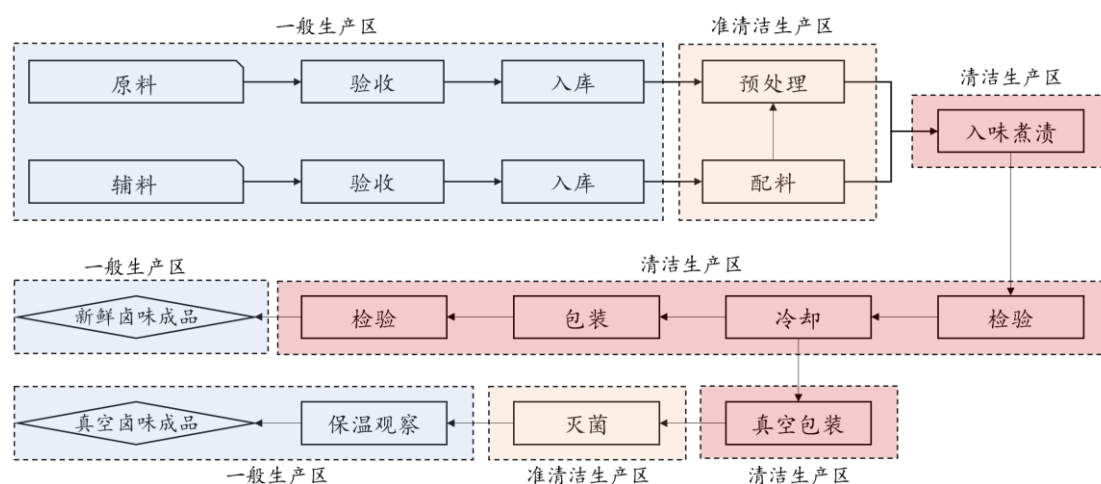 一般生产区
准清洁生产区
清洁生产区
原料
验收
入库
预处理
入味煮渍
辅料
验收
入库
配料
一般生产区
清洁生产区
新鲜卤味成品
检验
包装
冷却
检验
真空卤味成品
保温观察
灭菌
真空包装
一般生产区
准清洁生产区
清洁生产区